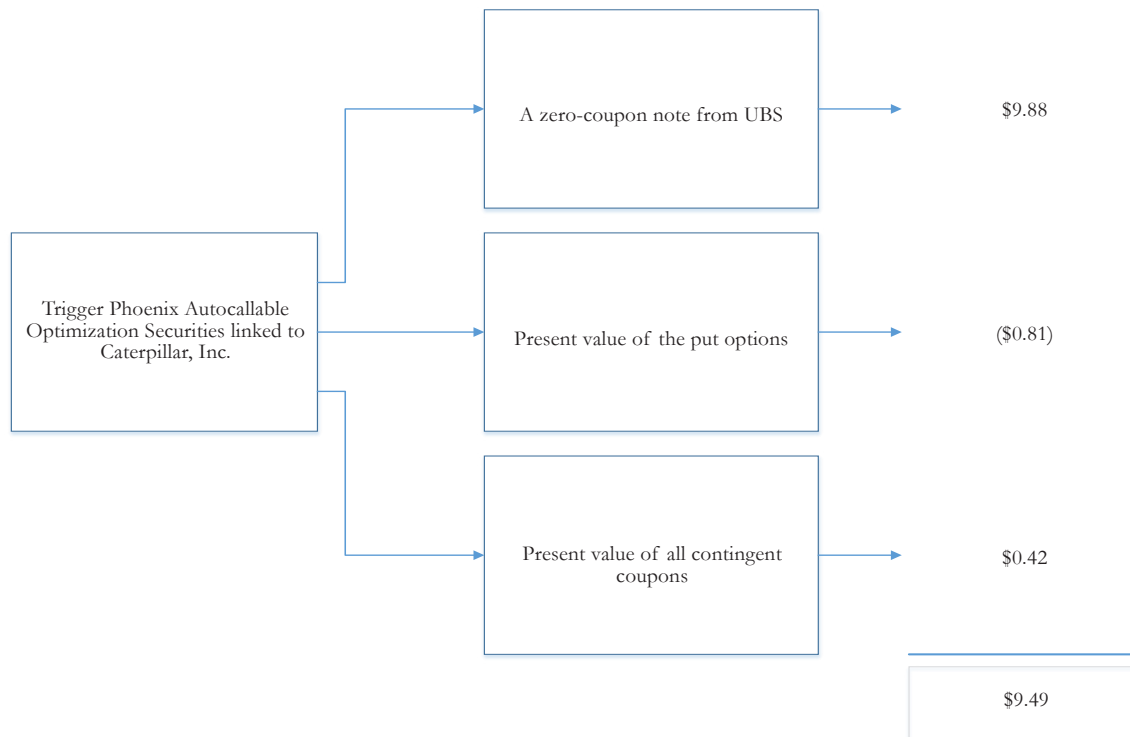 A zero-coupon note from UBS
$9.88
Trigger Phoenix Autocallable
Optimization Securities linked to
Caterpillar, Inc.
Present value of the put options
($0.81)
Present value of all contingent
coupons
$0.42
$9.49